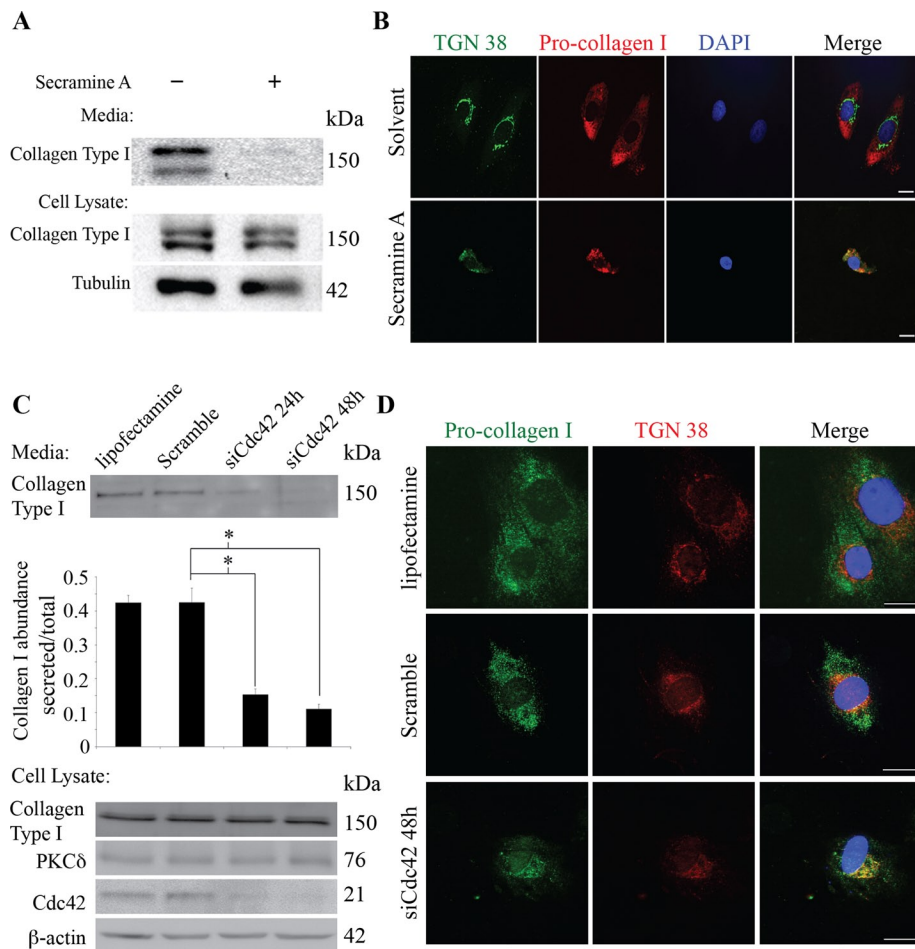 A
Secramine A − +
Media: kDa
Collagen Type I 150
Cell Lysate:
Collagen Type I 150
Tubulin 42
B
TGN 38 Pro-collagen I DAPI Merge
Solvent
Secramine A
C
lipofectamine Scramble siCdc42 24h siCdc42 48h
Media: kDa
Collagen
Type I 150
*
*
Collagen I abundance
secreted/total
0.5
0.4
0.3
0.2
0.1
0
Cell Lysate: kDa
Collagen
Type I 150
PKCδ 76
Cdc42 21
β-actin 42
D
Pro-collagen I TGN 38 Merge
lipofectamine
Scramble
siCdc42 48h